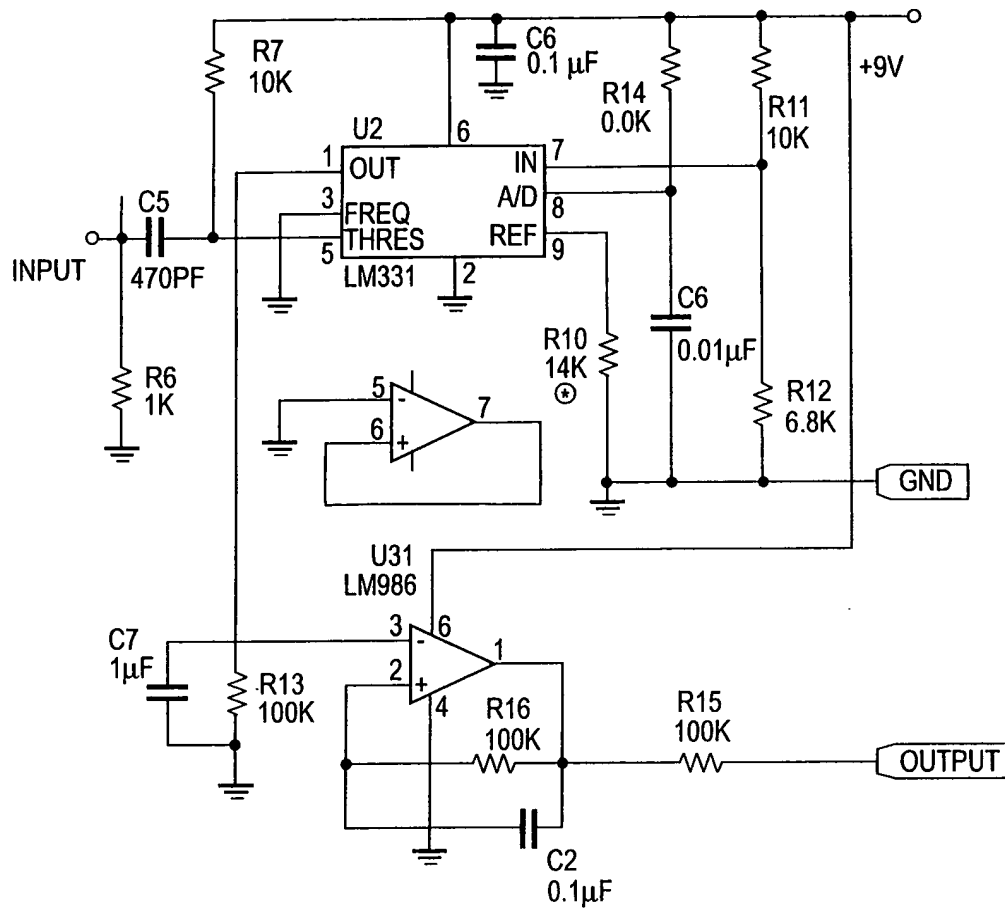 R7
10K
C6
0.1 µF
R14
0.0K
+9V
R11
10K
U2
6
1
OUT
IN
7
3
FREQ
A/D
8
THRES
5
REF
9
LM331
2
C5
470PF
INPUT
R6
1K
C6
0.01µF
R10
14K
*
R12
6.8K
5
-
6
+
7
GND
U31
LM986
3
-
6
1
2
+
4
C7
1µF
R13
100K
R16
100K
R15
100K
OUTPUT
C2
0.1µF